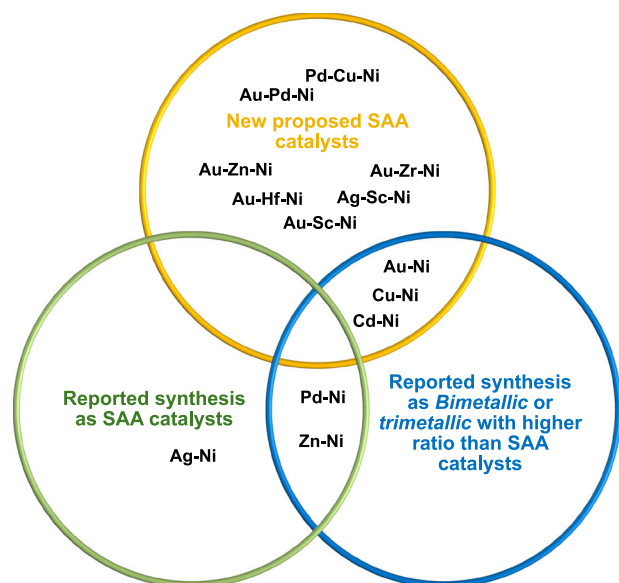 Pd-Cu-Ni
Au-Pd-Ni
New proposed SAA
catalysts
Au-Zn-Ni
Au-Zr-Ni
Au-Hf-Ni
Ag-Sc-Ni
Au-Sc-Ni
Au-Ni
Cu-Ni
Cd-Ni
Reported synthesis
as SAA catalysts
Ag-Ni
Pd-Ni
Zn-Ni
Reported synthesis
as Bimetallic or
trimetallic with higher
ratio than SAA
catalysts